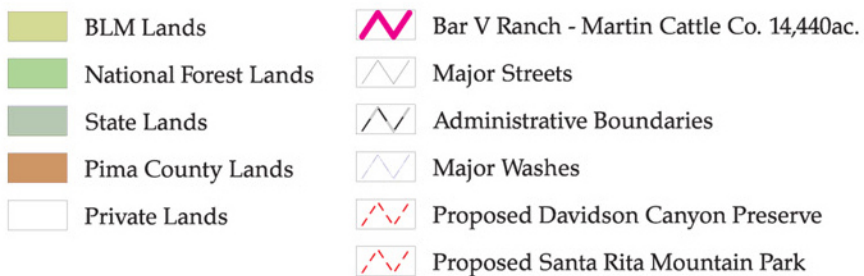 BLM Lands
National Forest Lands
State Lands
Pima County Lands
Private Lands
Bar V Ranch - Martin Cattle Co. 14,440ac.
Major Streets
Administrative Boundaries
Major Washes
Proposed Davidson Canyon Preserve
Proposed Santa Rita Mountain Park